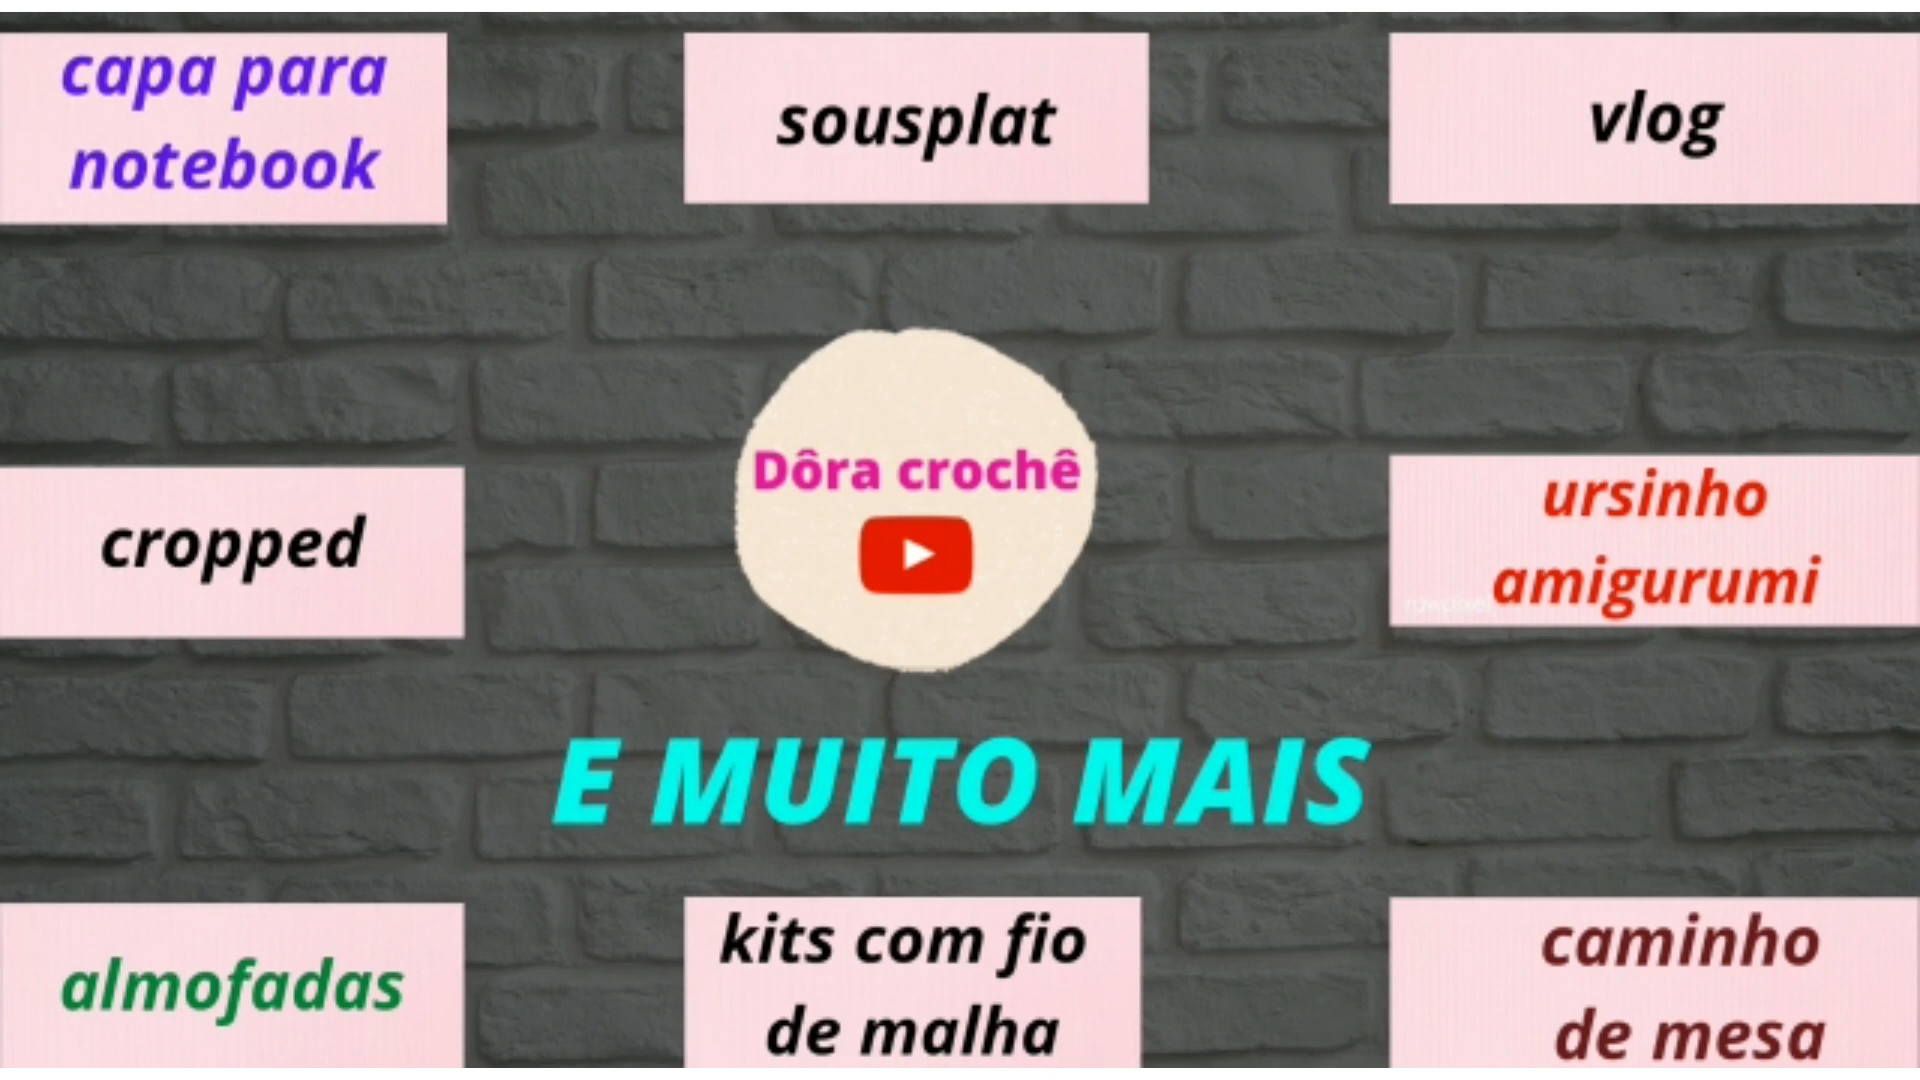 capa para
notebook
sousplat
vlog
cropped
Dôra crochê
ursinho
amigurumi
E MUITO MAIS
almofadas
kits com fio
de malha
caminho
de mesa